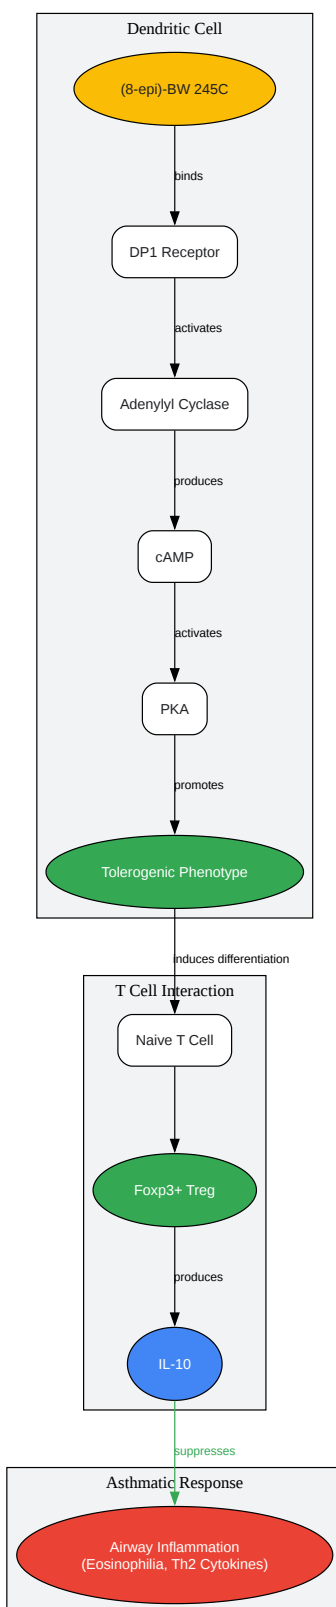 Dendritic Cell
(8-epi)-BW 245C
binds
DP1 Receptor
activates
Adenylyl Cyclase
produces
cAMP
activates
PKA
promotes
Tolerogenic Phenotype
induces differentiation
T Cell Interaction
Naive T Cell
Foxp3+ Treg
produces
IL-10
suppresses
Asthmatic Response
Airway Inflammation
(Eosinophilia, Th2 Cytokines)